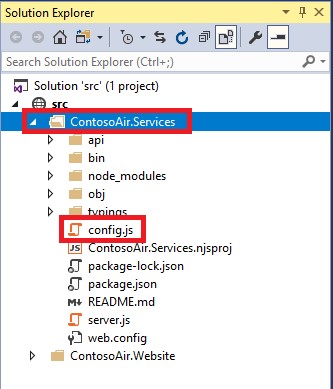 Solution Explorer
Search Solution Explorer (Ctrl+;)
Solution 'src' (1 project)
src
ContosoAir.Services
api
bin
node_modules
obj
typings
config.js
JS ContosoAir.Services.njsproj
package-lock.json
package.json
README.md
server.js
web.config
ContosoAir.Website